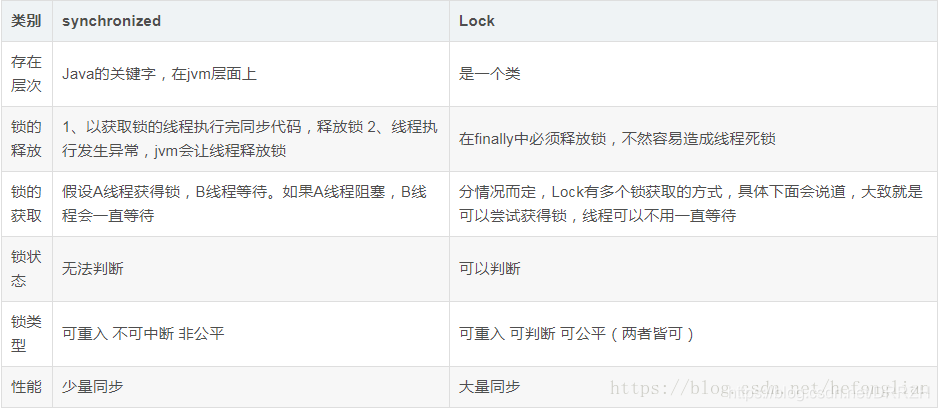 类别 synchronized Lock
存在
层次
Java的关键字，在jvm层面上
是一个类
锁的
释放
1、以获取锁的线程执行完同步代码，释放锁 2、线程执
行发生异常，jvm会让线程释放锁
在finally中必须释放锁，不然容易造成线程死锁
锁的
获取
假设A线程获得锁，B线程等待。如果A线程阻塞，B线
程会一直等待
分情况而定，Lock有多个锁获取的方式，具体下面会说道，大致就是
可以尝试获得锁，线程可以不用一直等待
锁状
态
无法判断
可以判断
锁类
型
可重入 不可中断 非公平
可重入 可判断 可公平（两者皆可）
性能 少量同步 大量同步